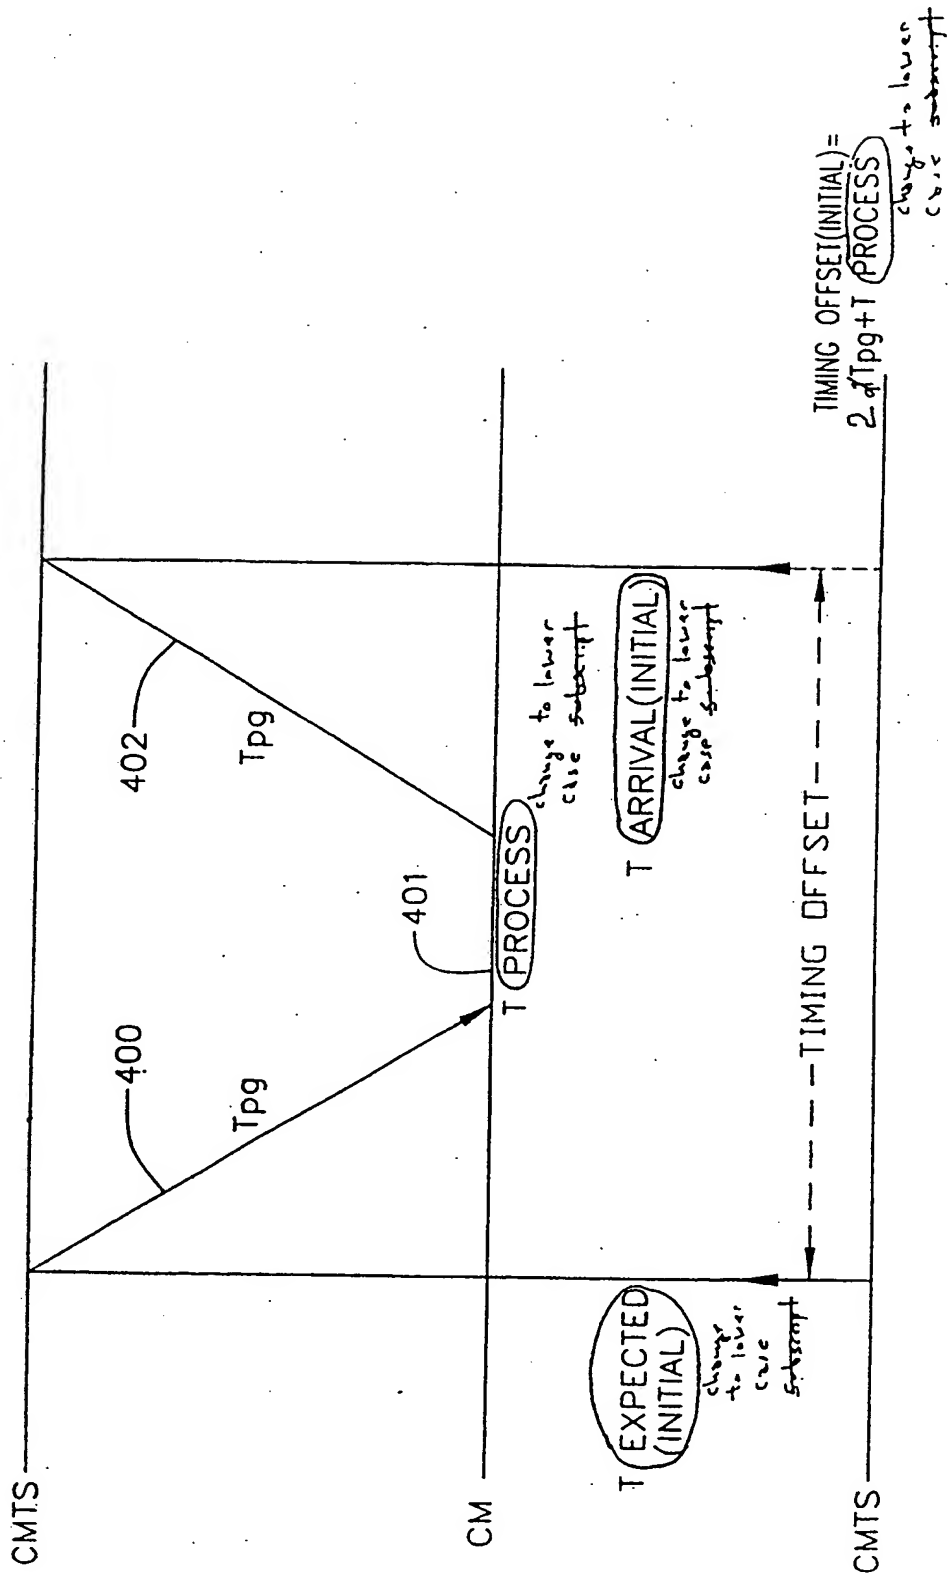 CMTS
400
Tpg
402
Tpg
CM
401
T PROCESS
change to lower
case subscript
T EXPECTED
(INITIAL)
change
to lower
case
subscript
T ARRIVAL(INITIAL)
change to lower
case subscript
TIMING OFFSET
CMTS
TIMING OFFSET(INITIAL)=
2 Tpg+T PROCESS
change to lower
case subscript